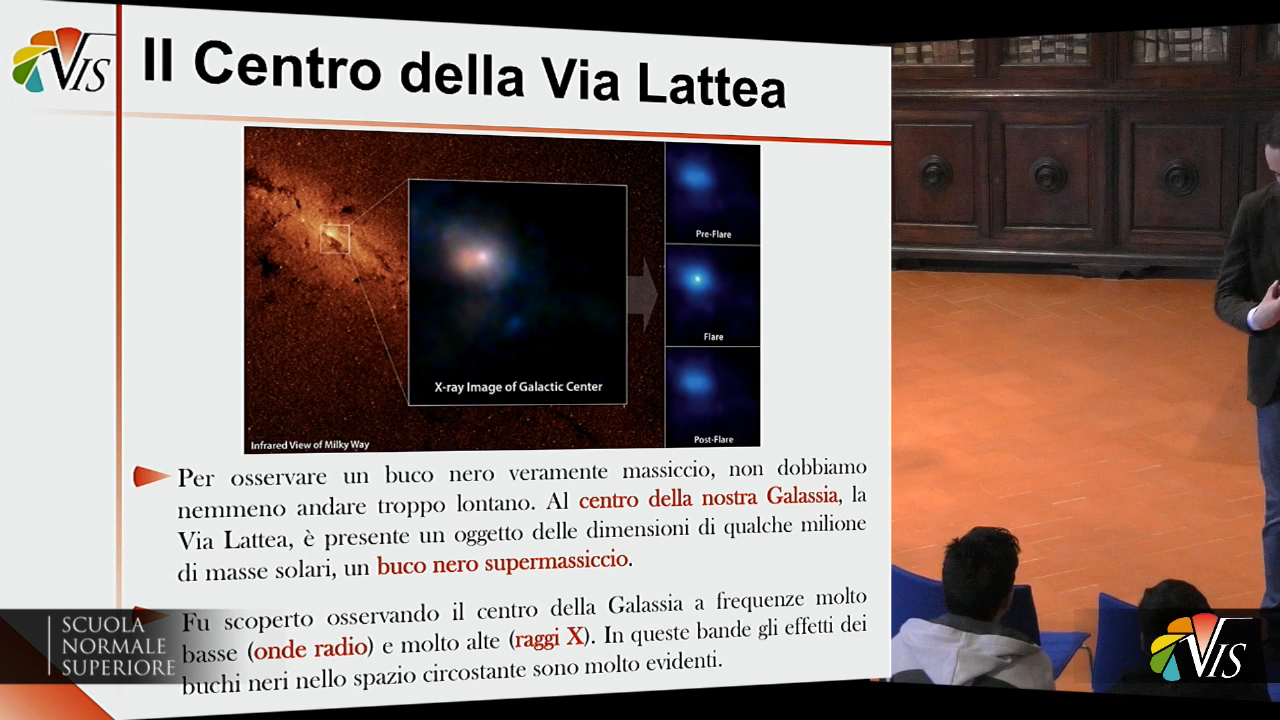 VIS
Il Centro della Via Lattea
Pre-Flare
Flare
X-ray Image of Galactic Center
Post-Flare
Infrared View of Milky Way
Per osservare un buco nero veramente massiccio, non dobbiamo
nemmeno andare troppo lontano. Al centro della nostra Galassia, la
Via Lattea, è presente un oggetto delle dimensioni di qualche milione
di masse solari, un buco nero supermassiccio.
Fu scoperto osservando il centro della Galassia a frequenze molto
basse (onde radio) e molto alte (raggi X). In queste bande gli effetti dei
buchi neri nello spazio circostante sono molto evidenti.
SCUOLA
NORMALE
SUPERIORE
VIS